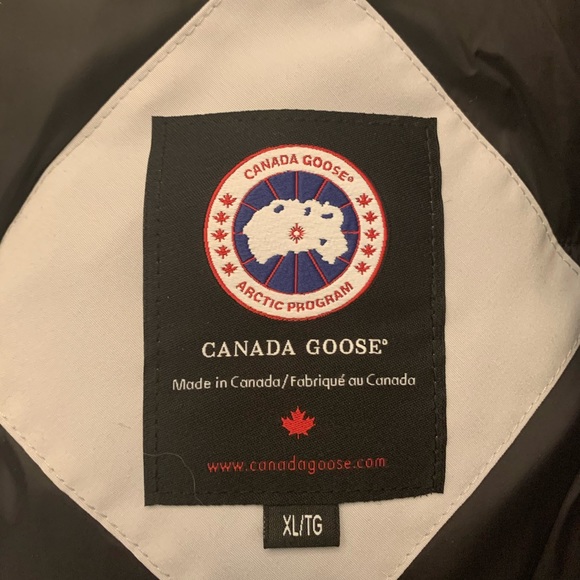 CANADA GOOSE®
ARCTIC PROGRAM
CANADA GOOSE®
Made in Canada/Fabriqué au Canada
www.canadagoose.com
XL/TG